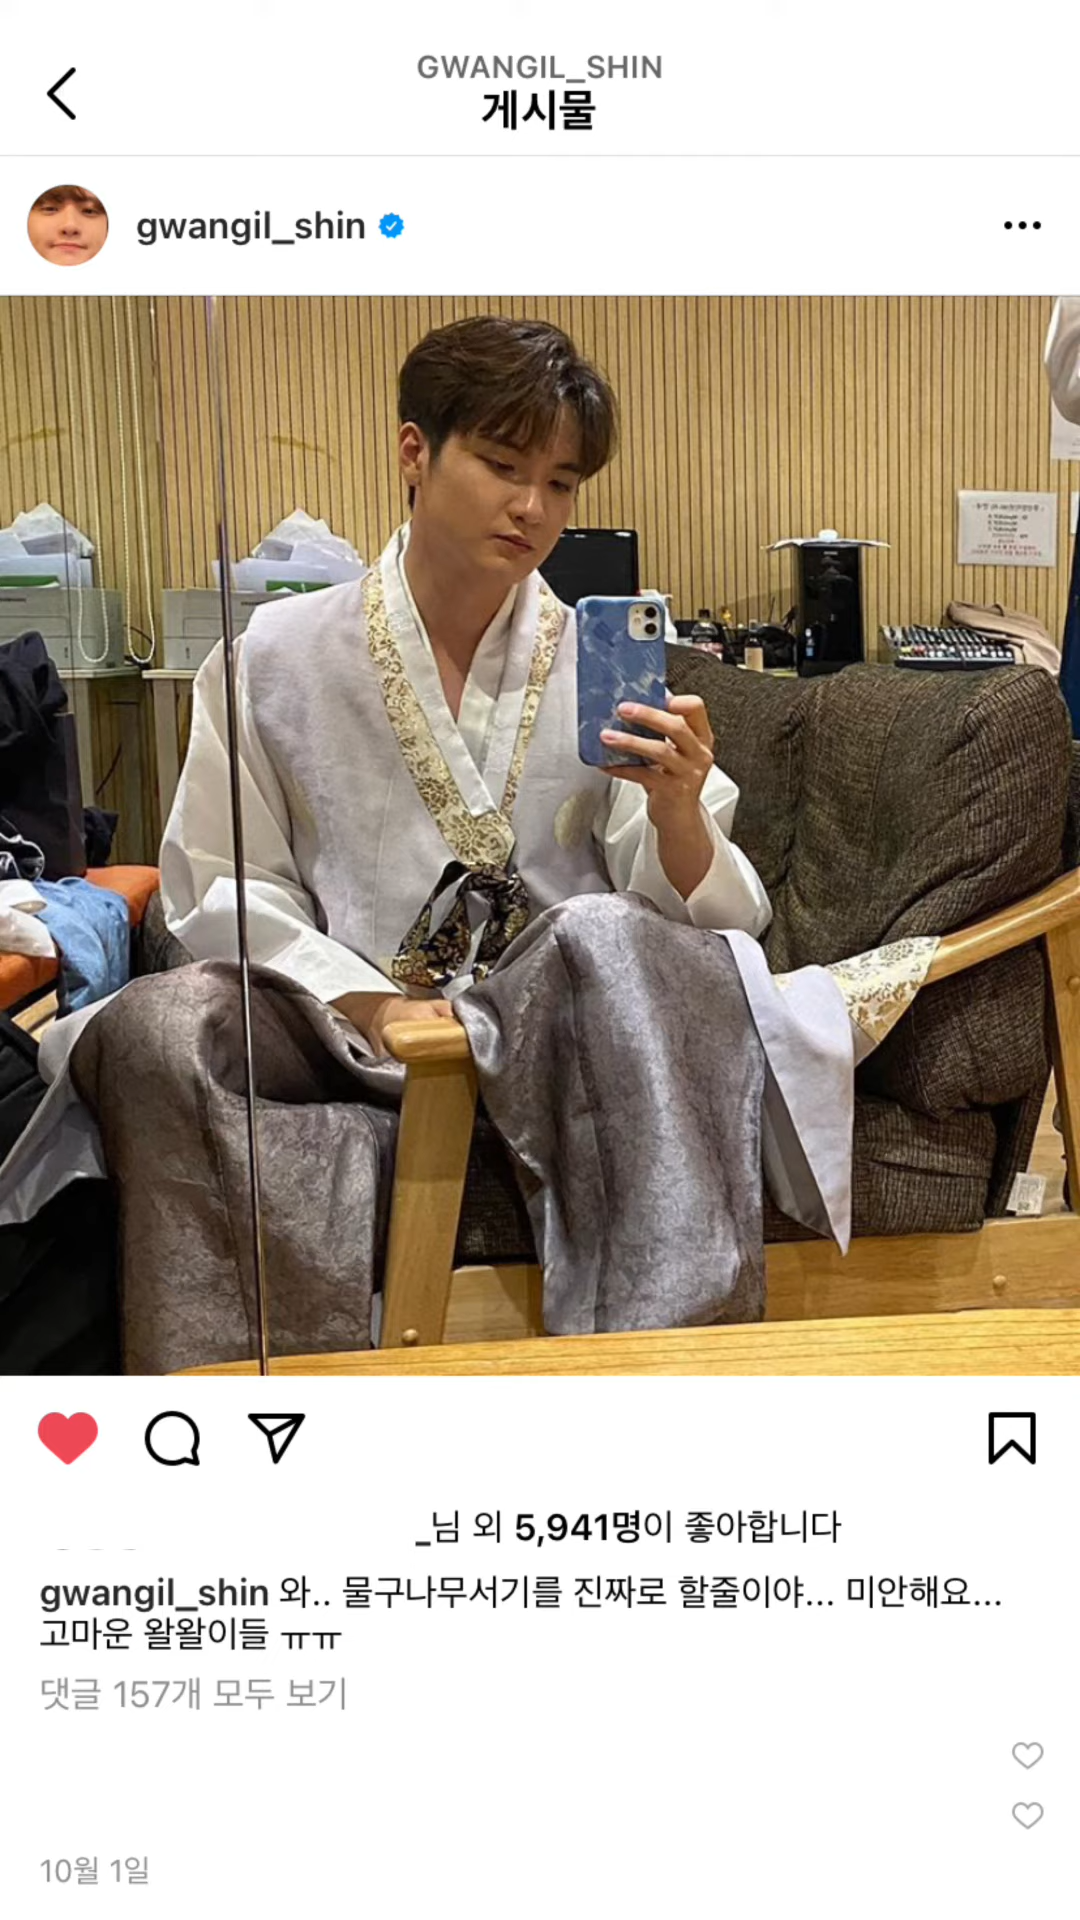 GWANGIL_SHIN
게시물
gwangil_shin
_님 외 5,941명이 좋아합니다
gwangil_shin 와.. 물구나무서기를 진짜로 할줄이야... 미안해요...
고마운 왈왈이들 ㅠㅠ
댓글 157개 모두 보기
10월 1일